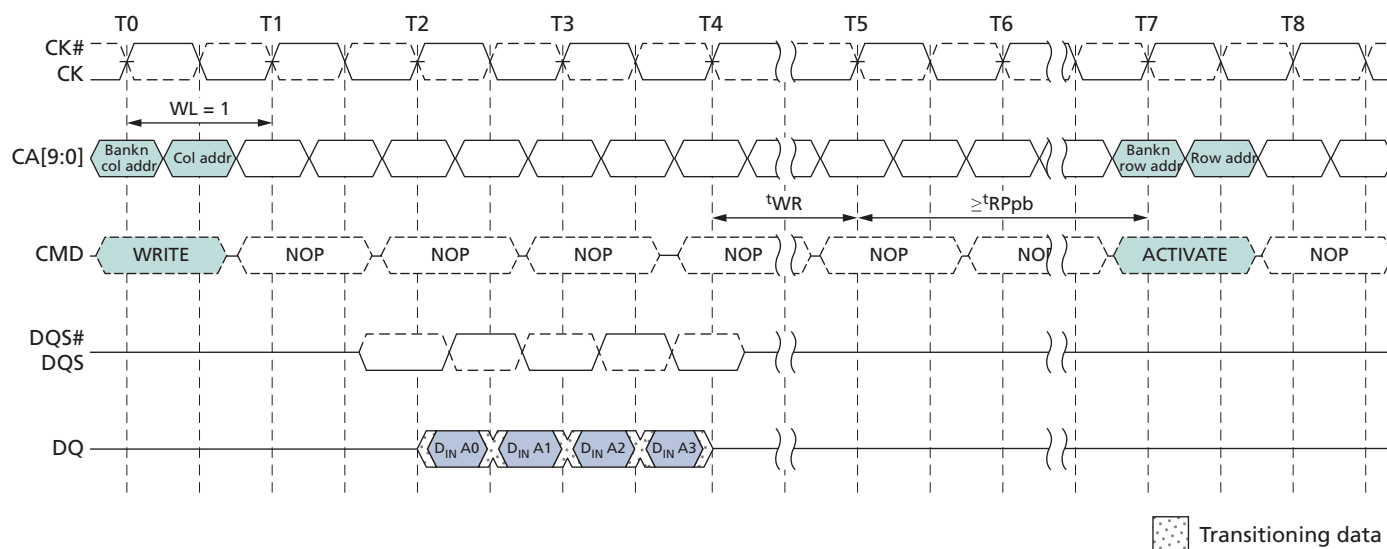 T0 T1 T2 T3 T4 T5 T6 T7 T8
CK#
CK
WL = 1
CA[9:0]
Bankn
col addr
Col addr
Bankn
row addr
Row addr
tWR
≥tRPpb
CMD
WRITE NOP NOP NOP NOP NOP NOP ACTIVATE NOP
DQS#
DQS
DQ
DIN A0 DIN A1 DIN A2 DIN A3
Transitioning data